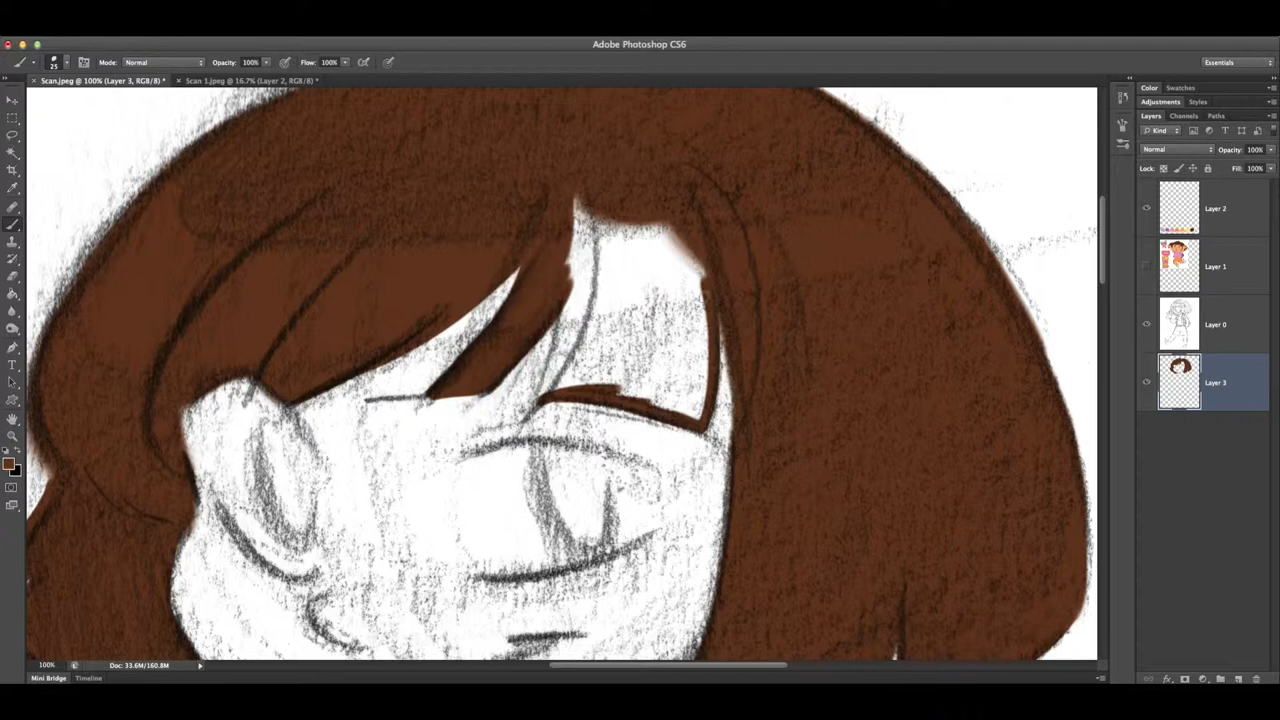 Adobe Photoshop CS6
25 Mode: Normal Opacity: 100% Flow: 100% Essentials
Scan.jpeg @ 100% (Layer 3, RGB/8) * Scan 1.jpeg @ 16.7% (Layer 2, RGB/8) *
Color Swatches
Adjustments Styles
Layers Channels Paths
Kind
Normal Opacity: 100%
Lock: Fill: 100%
Layer 2
Layer 1
Layer 0
Layer 3
100% Doc: 33.6M/160.8M
Mini Bridge Timeline